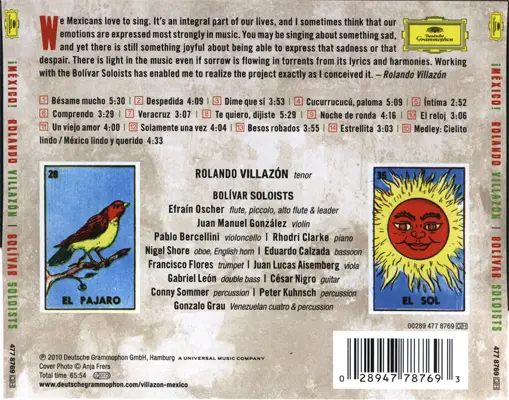 We Mexicans love to sing. It's an integral part of our lives, and I sometimes think that our
emotions are expressed most strongly in music. You may be singing about something sad,
and yet there is still something joyful about being able to express that sadness or that
despair. There is light in the music even if sorrow is flowing in torrents from its lyrics and harmonies. Working
with the Bolívar Soloists has enabled me to realize the project exactly as I conceived it. – Rolando Villazón
Deutsche Grammophon
1 Bésame mucho 5:30 2 Despedida 4:09 3 Dime que sí 3:53 4 Cucurrucucú, paloma 5:09 5 Íntima 2:52
6 Comprendo 3:29 7 Veracruz 3:07 8 Te quiero, dijiste 5:29 9 Noche de ronda 4:16 10 El reloj 3:06
11 Un viejo amor 4:00 12 Solamente una vez 4:04 13 Besos robados 3:55 14 Estrellita 3:03 15 Medley: Cielito
lindo / México lindo y querido 4:33
ROLANDO VILLAZÓN tenor
BOLÍVAR SOLOISTS
Efraín Oscher flute, piccolo, alto flute & leader
Juan Manuel González violin
Pablo Bercellini violoncello | Rhodri Clarke piano
Nigel Shore oboe, English horn | Eduardo Calzada bassoon
Francisco Flores trumpet | Juan Lucas Aisemberg viola
Gabriel León double bass | César Nigro guitar
Conny Sommer percussion | Peter Kuhnsch percussion
Gonzalo Grau Venezuelan cuatro & percussion
28
EL PAJARO
35
EL SOL
00289 477 8769 GH
0 28947 78769 3
℗ 2010 Deutsche Grammophon GmbH, Hamburg A UNIVERSAL MUSIC COMPANY
Cover Photo © Anja Frers
Total time 65:54
www.deutschegrammophon.com/villazon-mexico
¡MÉXICO! ROLANDO VILLAZÓN | BOLÍVAR SOLOISTS 477 8769 GH
¡MÉXICO! ROLANDO VILLAZÓN | BOLÍVAR SOLOISTS 477 8769 GH